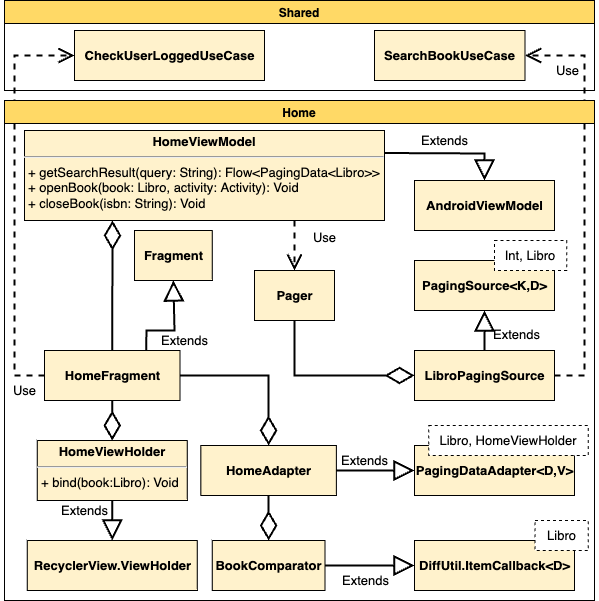 Shared
CheckUserLoggedUseCase
SearchBookUseCase
Use
Home
HomeViewModel
+ getSearchResult(query: String): Flow<PagingData<Libro>>
+ openBook(book: Libro, activity: Activity): Void
+ closeBook(isbn: String): Void
Extends
AndroidViewModel
Use
Fragment
Int, Libro
Pager
PagingSource<K,D>
Extends
Extends
HomeFragment
LibroPagingSource
Use
Libro, HomeViewHolder
HomeViewHolder
+ bind(book:Libro): Void
HomeAdapter
Extends
PagingDataAdapter<D,V>
Extends
Libro
RecyclerView.ViewHolder
BookComparator
Extends
DiffUtil.ItemCallback<D>